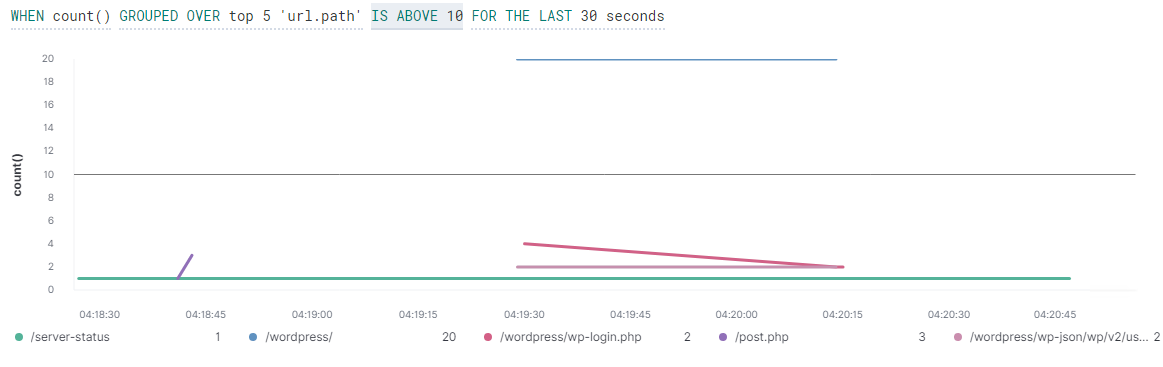 WHEN count() GROUPED OVER top 5 'url.path' IS ABOVE 10 FOR THE LAST 30 seconds
count()
20
18
16
14
12
10
8
6
4
2
0
04:18:30 04:18:45 04:19:00 04:19:15 04:19:30 04:19:45 04:20:00 04:20:15 04:20:30 04:20:45
/server-status 1 /wordpress/ 20 /wordpress/wp-login.php 2 /post.php 3 /wordpress/wp-json/wp/v2/us... 2